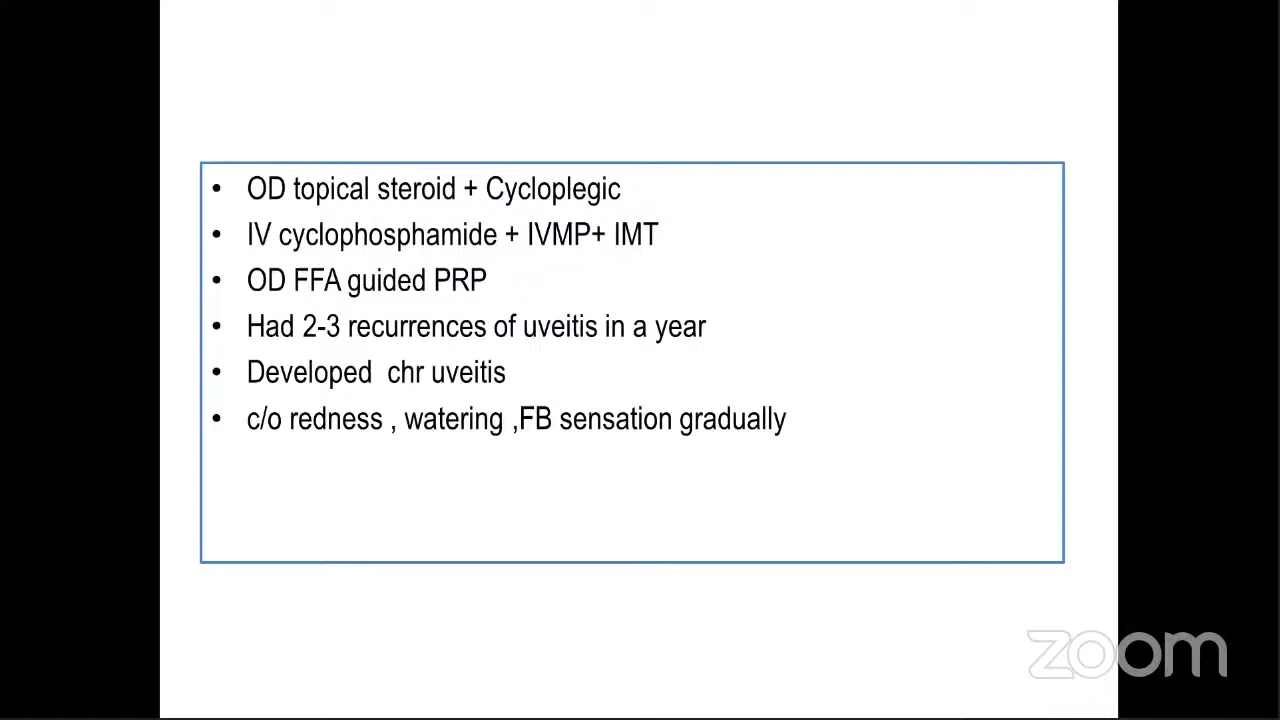 • OD topical steroid + Cycloplegic
• IV cyclophosphamide + IVMP+ IMT
• OD FFA guided PRP
• Had 2-3 recurrences of uveitis in a year
• Developed  chr uveitis
• c/o redness , watering ,FB sensation gradually
zoom